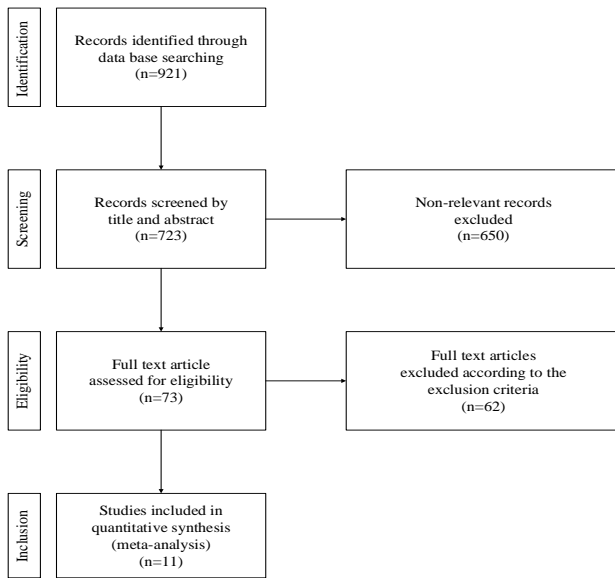 Identification
Records identified through
data base searching
(n=921)
Screening
Records screened by
title and abstract
(n=723)
Non-relevant records
excluded
(n=650)
Eligibility
Full text article
assessed for eligibility
(n=73)
Full text articles
excluded according to the
exclusion criteria
(n=62)
Inclusion
Studies included in
quantitative synthesis
(meta-analysis)
(n=11)